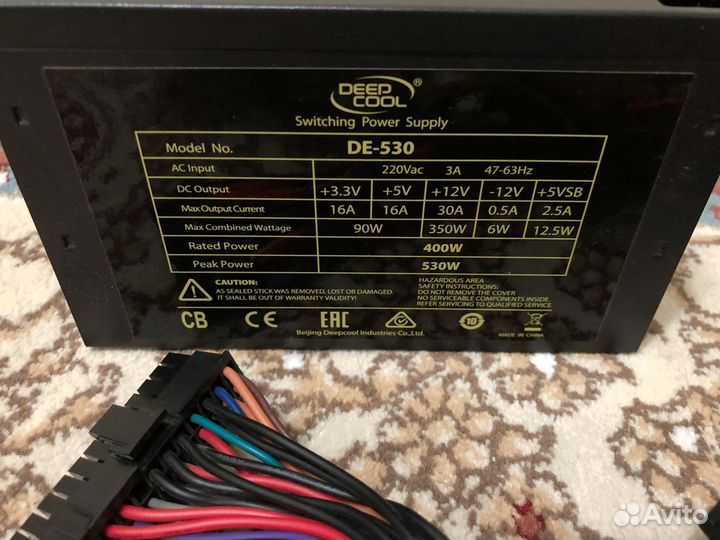 DEEP
COOL ®
Switching Power Supply
Model No. DE-530
AC Input 220Vac 3A 47-63Hz
DC Output +3.3V +5V +12V -12V +5VSB
Max Output Current 16A 16A 30A 0.5A 2.5A
Max Combined Wattage 90W 350W 6W 12.5W
Rated Power 400W
Peak Power 530W
CAUTION:
AS SEALED STICK WAS REMOVED, LOST OR DAMAGED.
IT SHALL BE OUT OF WARRANTY VALIDITY!
HAZARDOUS AREA
SAFETY INSTRUCTIONS:
DO NOT REMOVE THE COVER
NO SERVICEABLE COMPONENTS INSIDE.
REFER SERVICING TO QUALIFIED.
CB CE EAC 10
Beijing Deepcool Industries Co.,Ltd.
MADE IN CHINA
Avito